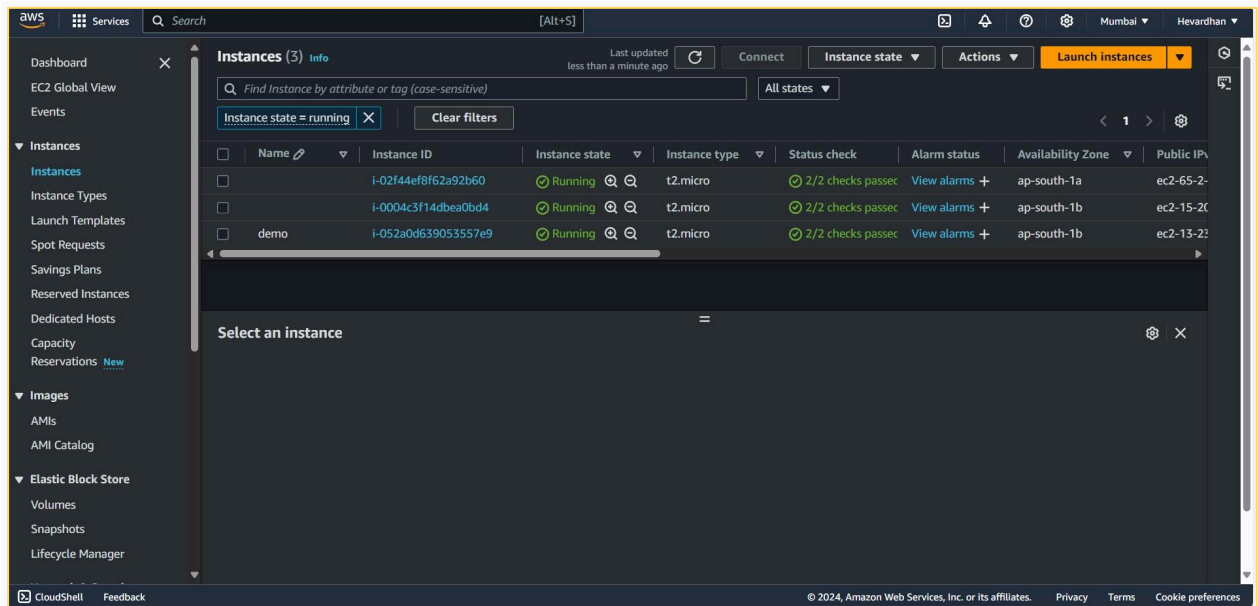 aws Services Search [Alt+S] Mumbai Hevardhan
Dashboard
EC2 Global View
Events
Instances
Instances
Instance Types
Launch Templates
Spot Requests
Savings Plans
Reserved Instances
Dedicated Hosts
Capacity
Reservations New
Images
AMIs
AMI Catalog
Elastic Block Store
Volumes
Snapshots
Lifecycle Manager
Instances (3) Info
Last updated
less than a minute ago
Connect Instance state Actions Launch instances
Find Instance by attribute or tag (case-sensitive) All states
Instance state = running Clear filters
1
Name Instance ID Instance state Instance type Status check Alarm status Availability Zone Public IPv
i-02f44ef8f62a92b60 Running t2.micro 2/2 checks passec View alarms + ap-south-1a ec2-65-2-
i-0004c3f14dbea0bd4 Running t2.micro 2/2 checks passec View alarms + ap-south-1b ec2-15-20
demo i-052a0d639053557e9 Running t2.micro 2/2 checks passec View alarms + ap-south-1b ec2-13-23
Select an instance
CloudShell Feedback © 2024, Amazon Web Services, Inc. or its affiliates. Privacy Terms Cookie preferences